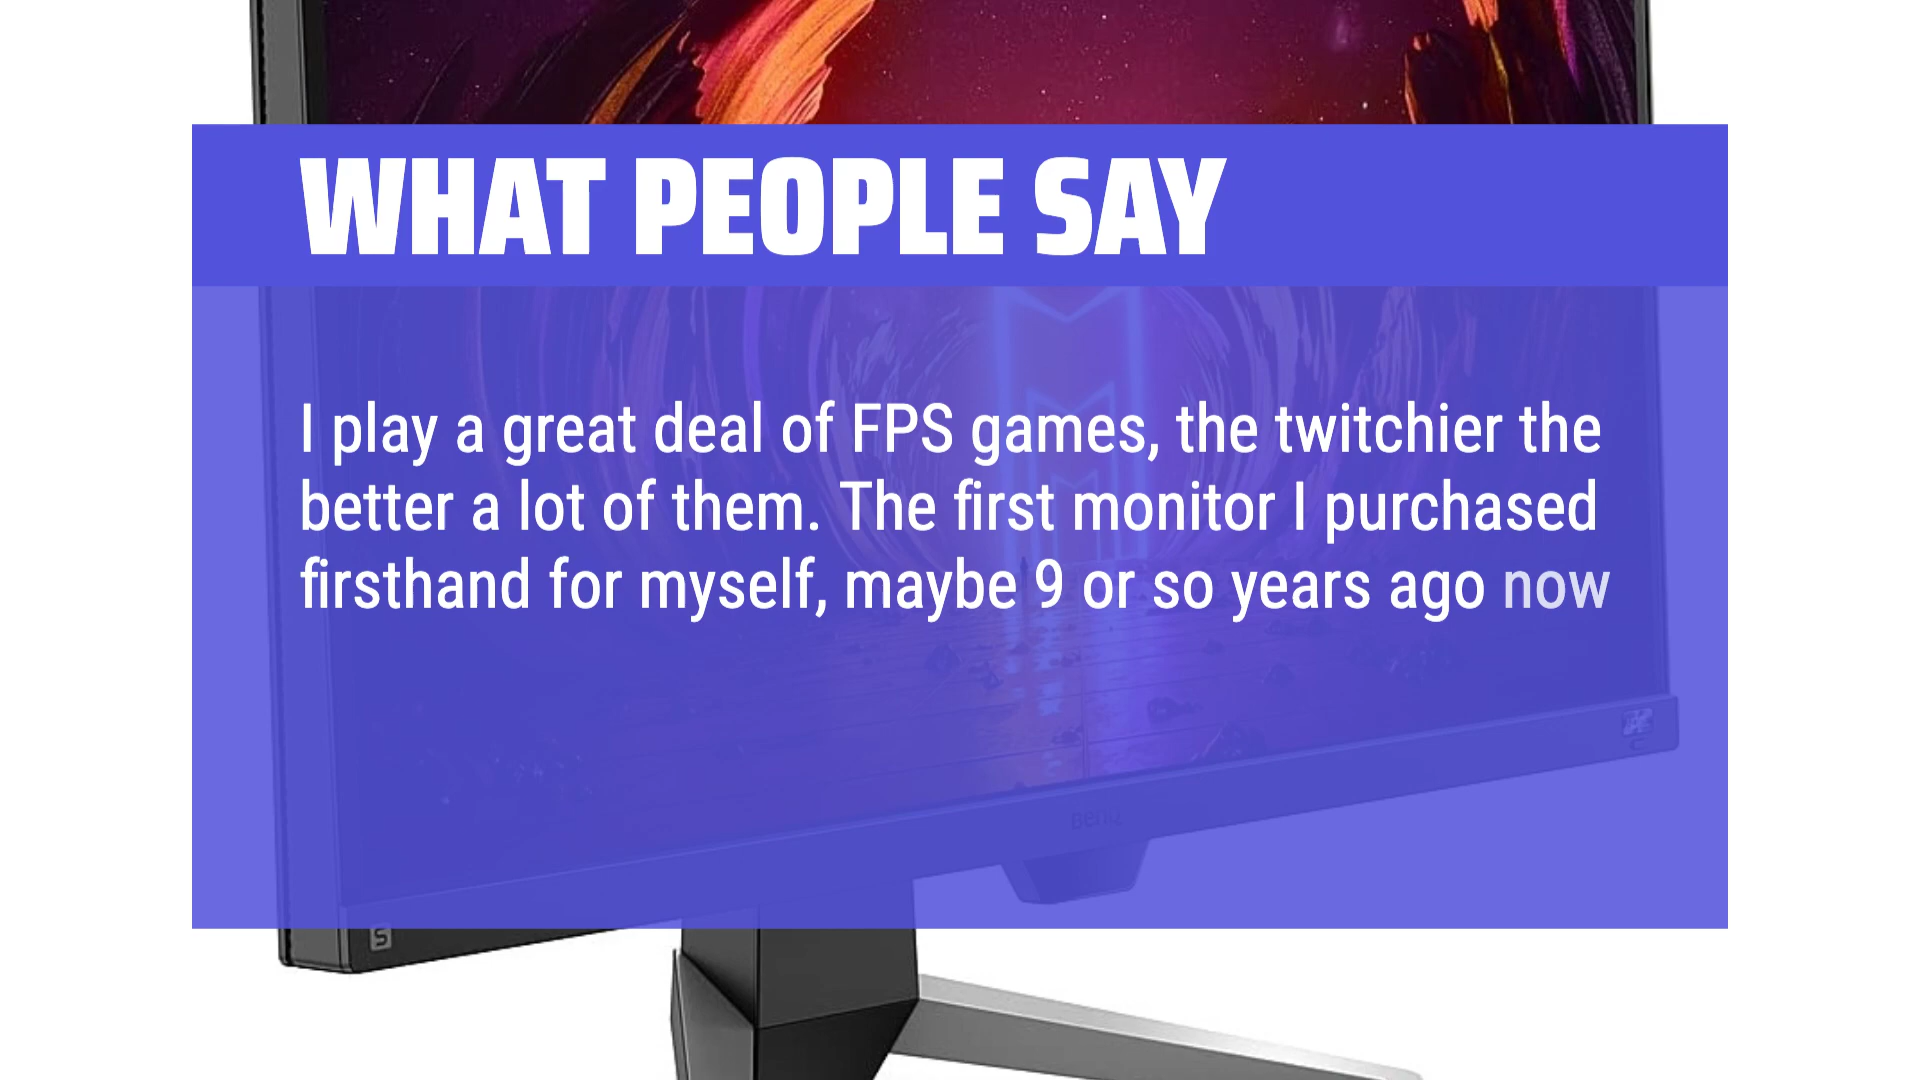 WHAT PEOPLE SAY
I play a great deal of FPS games, the twitchier the
better a lot of them. The first monitor I purchased
firsthand for myself, maybe 9 or so years ago now
BenQ
S